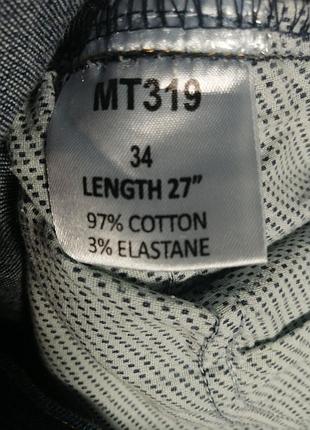 MT319
34
LENGTH 27”
97% COTTON
3% ELASTANE